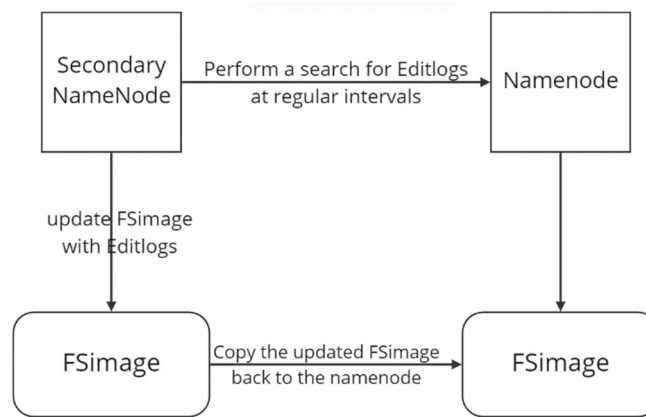 Secondary
NameNode
Perform a search for Editlogs
at regular intervals
Namenode
update FSimage
with Editlogs
FSimage
Copy the updated FSimage
back to the namenode
FSimage